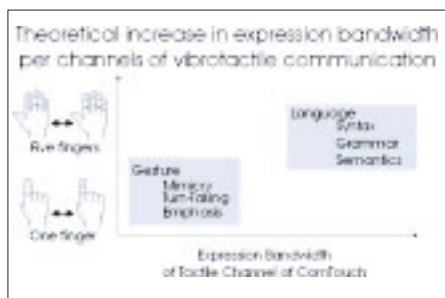 Theoretical increase in expression bandwidth
per channels of vibrotactile communication
Five fingers
Language
Syntax
Grammar
Semantics
Gesture
Mimicry
Turn-Taking
Emphasis
One finger
Expression Bandwidth
of Tactile Channel of ComTouch